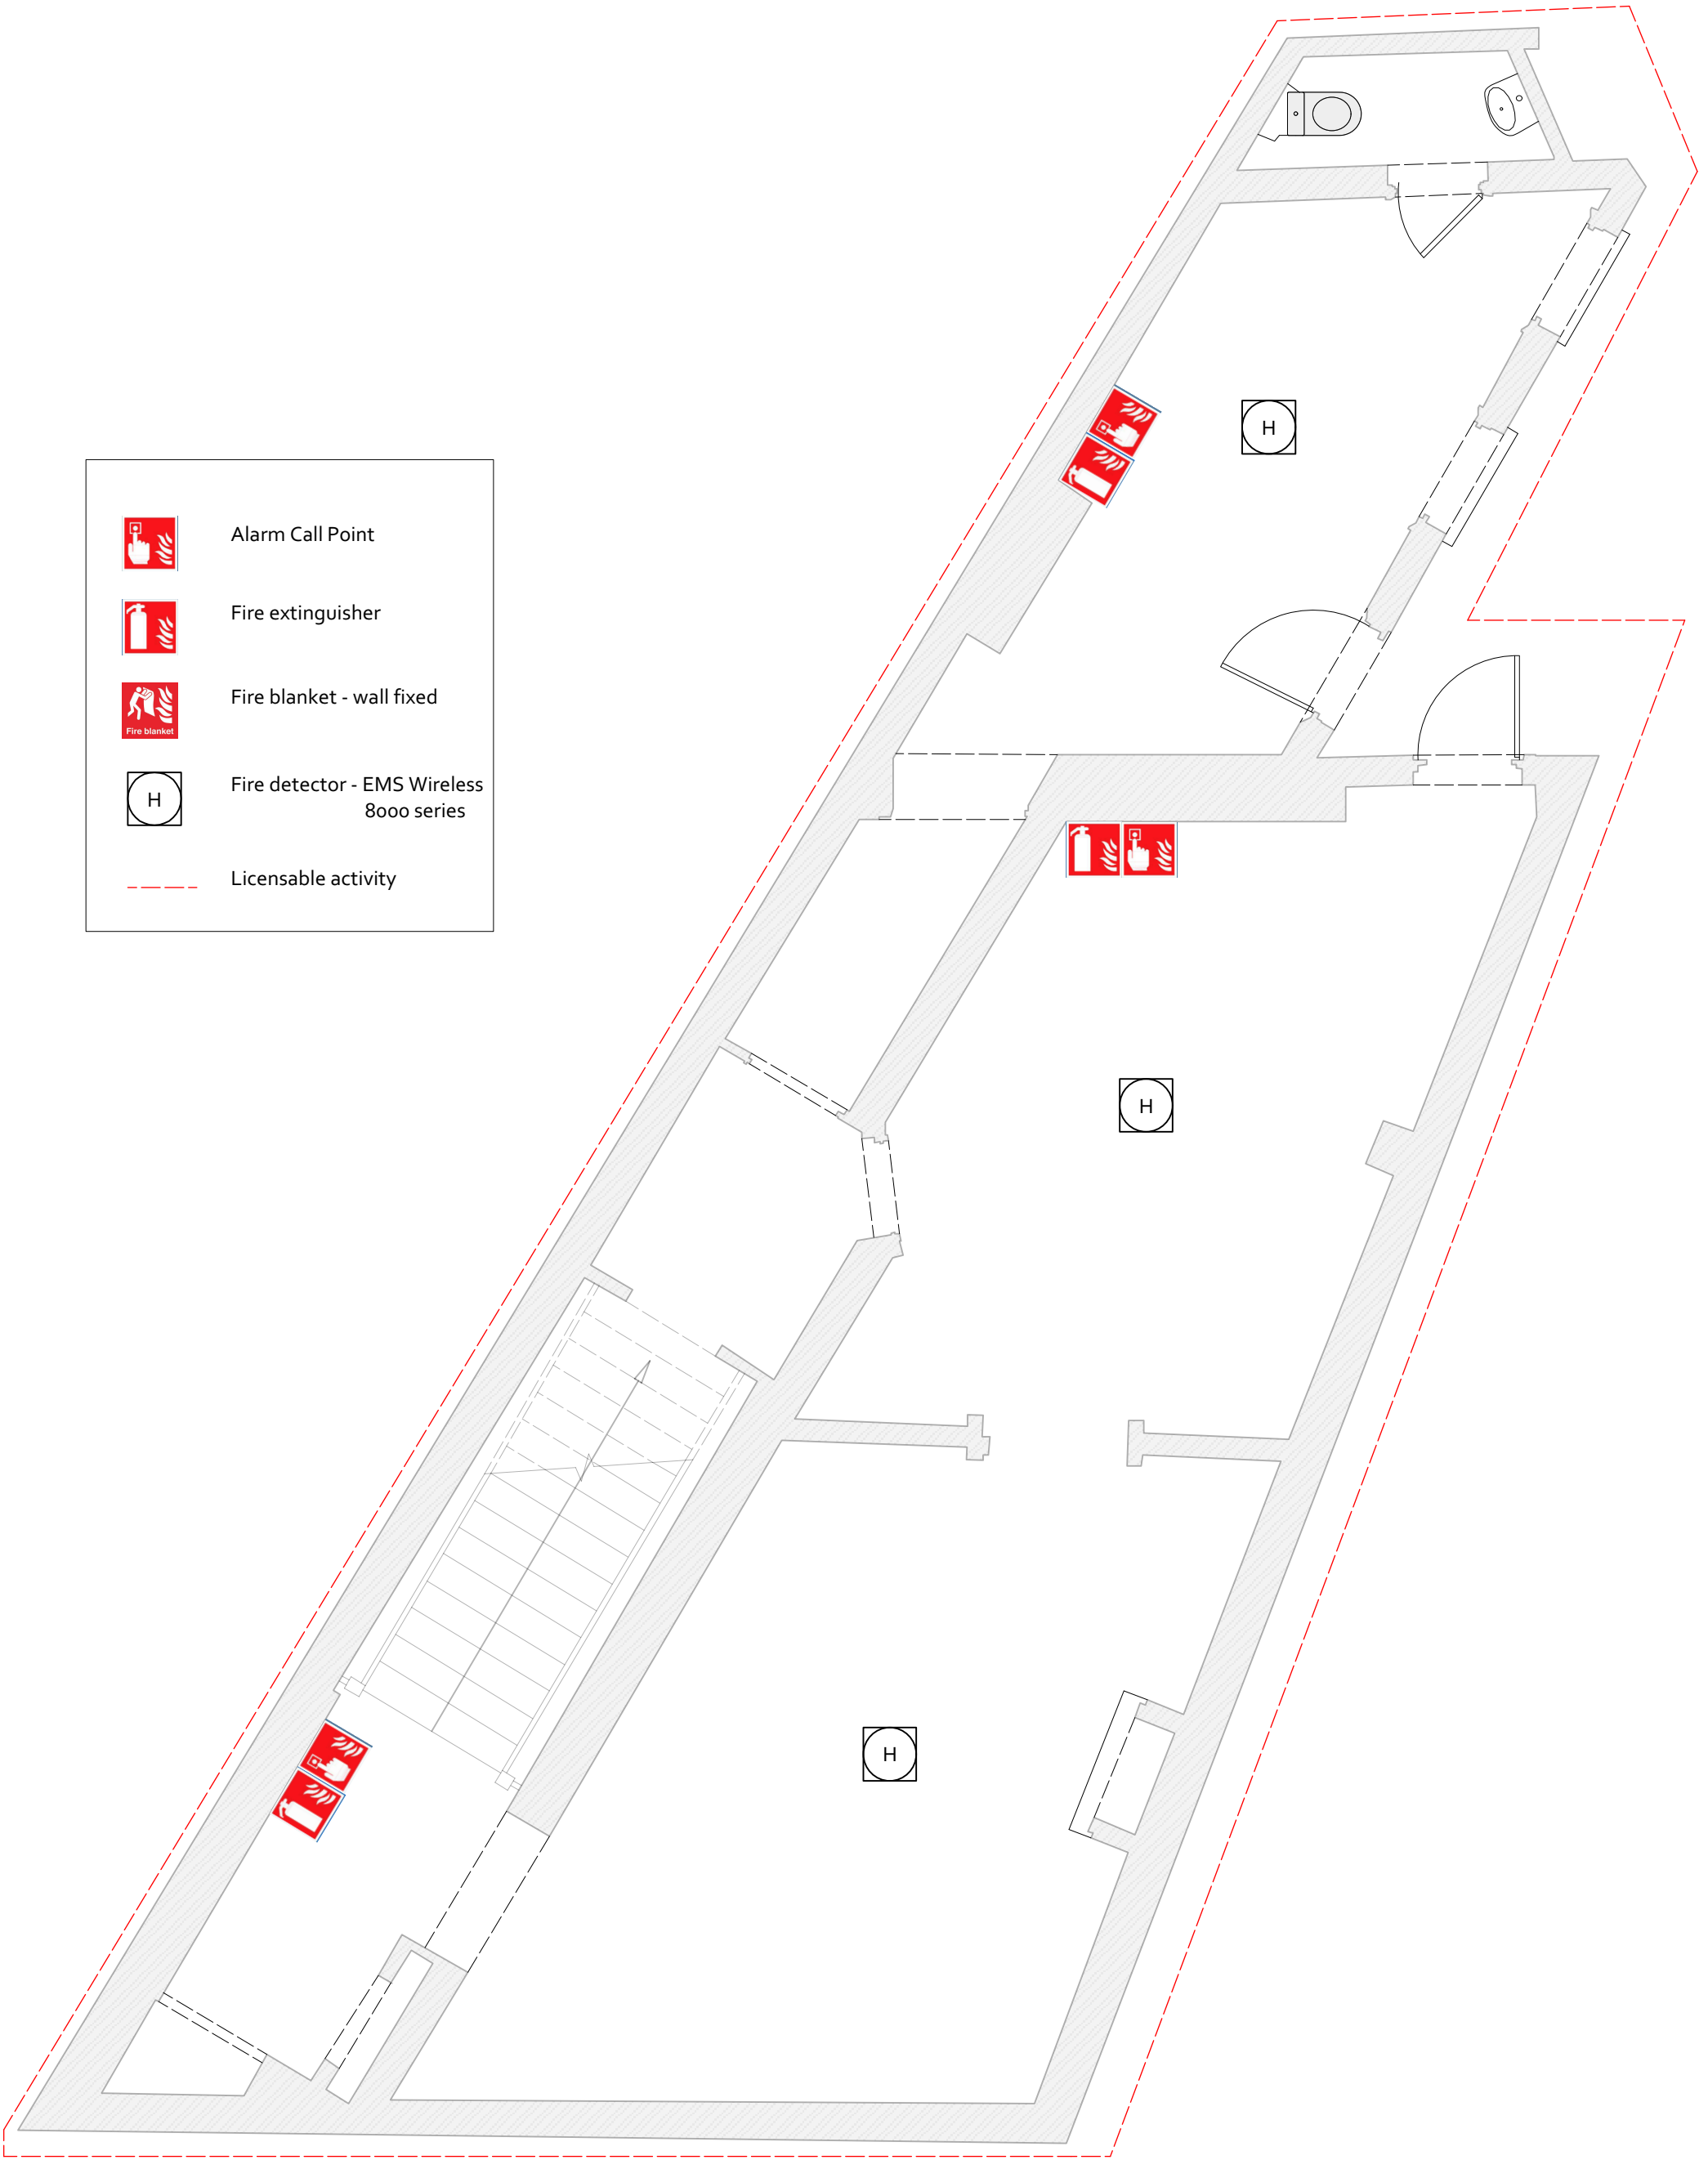 H
Alarm Call Point
Fire extinguisher
Fire blanket - wall fixed
Fire blanket
H
Fire detector - EMS Wireless
8000 series
Licensable activity
H
H